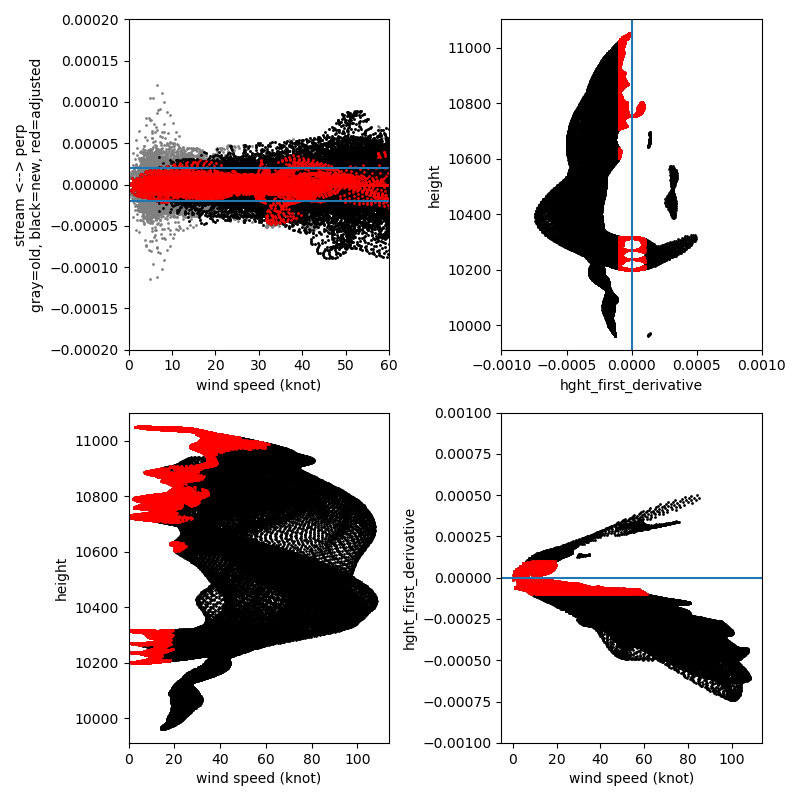 0.00020
0.00015
0.00010
0.00005
0.00000
−0.00005
−0.00010
−0.00015
−0.00020
stream <--> perp
gray=old, black=new, red=adjusted
0 10 20 30 40 50 60
wind speed (knot)
11000
10800
10600
10400
10200
10000
height
−0.0010 −0.0005 0.0000 0.0005 0.0010
hght_first_derivative
11000
10800
10600
10400
10200
10000
height
0 20 40 60 80 100
wind speed (knot)
0.00100
0.00075
0.00050
0.00025
0.00000
−0.00025
−0.00050
−0.00075
−0.00100
hght_first_derivative
0 20 40 60 80 100
wind speed (knot)